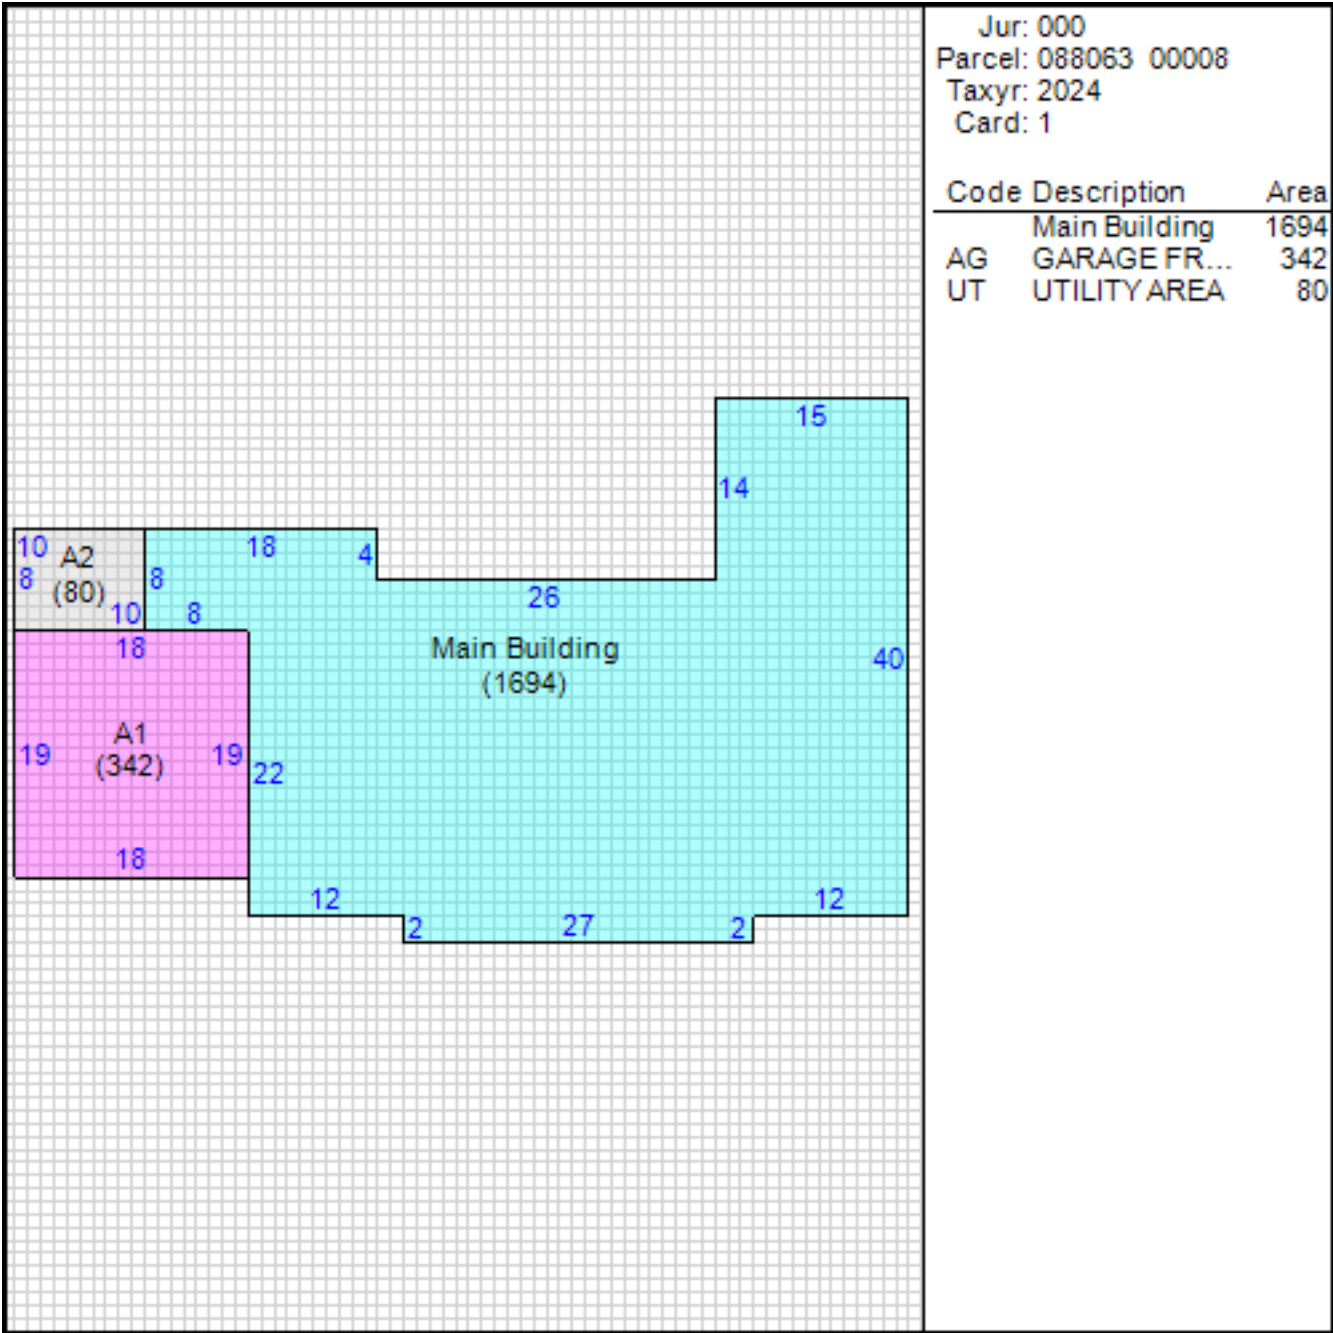 Jur: 000
Parcel: 088063 00008
Taxyr: 2024
Card: 1
Code Description Area
Main Building 1694
AG GARAGE FR... 342
UT UTILITY AREA 80
15
14
10 A2 18 4
8 (80) 8
10 8 26
18 Main Building 40
(1694)
A1
19 (342) 19 22
18
12 12
2 27 2